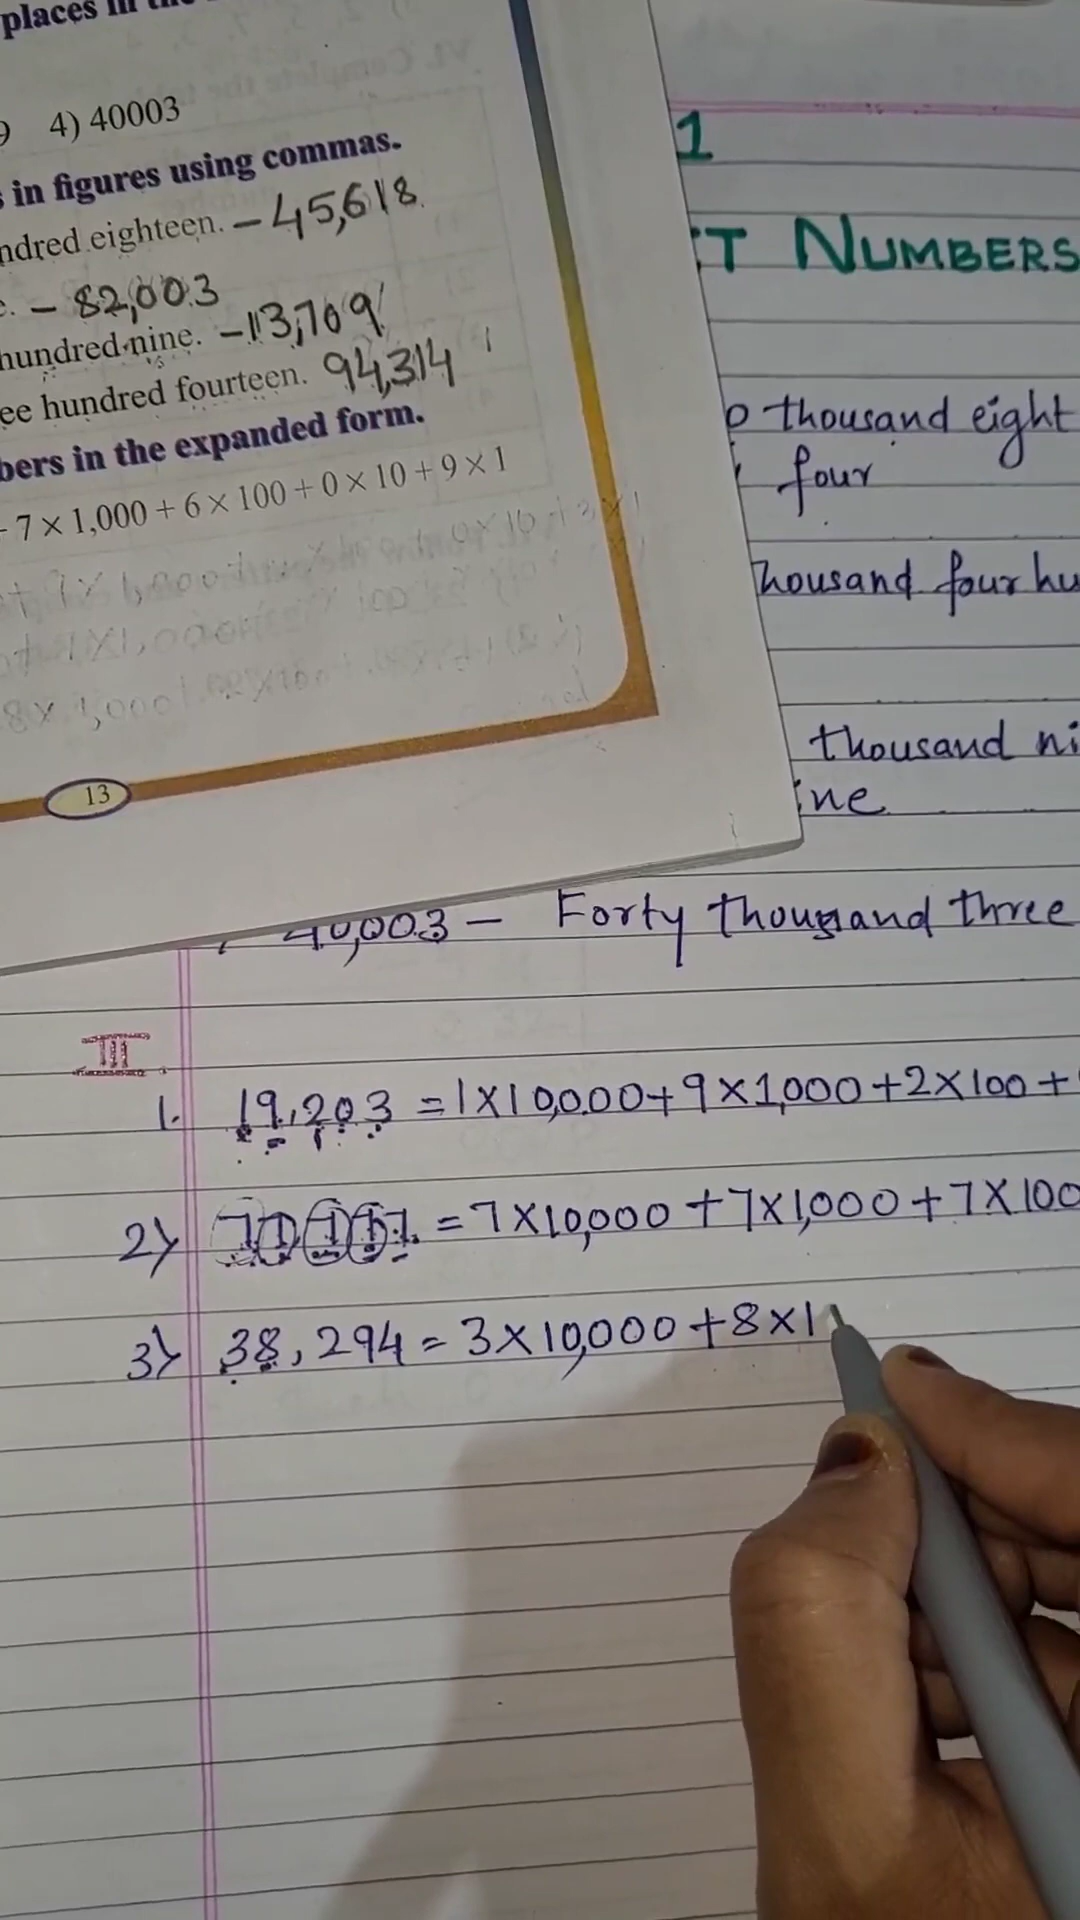 places in the
4) 40003
in figures using commas.
ndred eighteen. – 45,618
e. – 82,003
hundred nine. – 13,709
ee hundred fourteen. 94,314
bers in the expanded form.
7 × 1,000 + 6 × 100 + 0 × 10 + 9 × 1
13
1
T NUMBERS
thousand eight
four
housand four hu
thousand ni
ine
40,003 – Forty thousand three
III
1. 19,203 = 1×10,000 + 9×1,000 + 2×100 +
2) = 7×10,000 + 7×1,000 + 7×100
3) 38,294 = 3×10,000 + 8×1